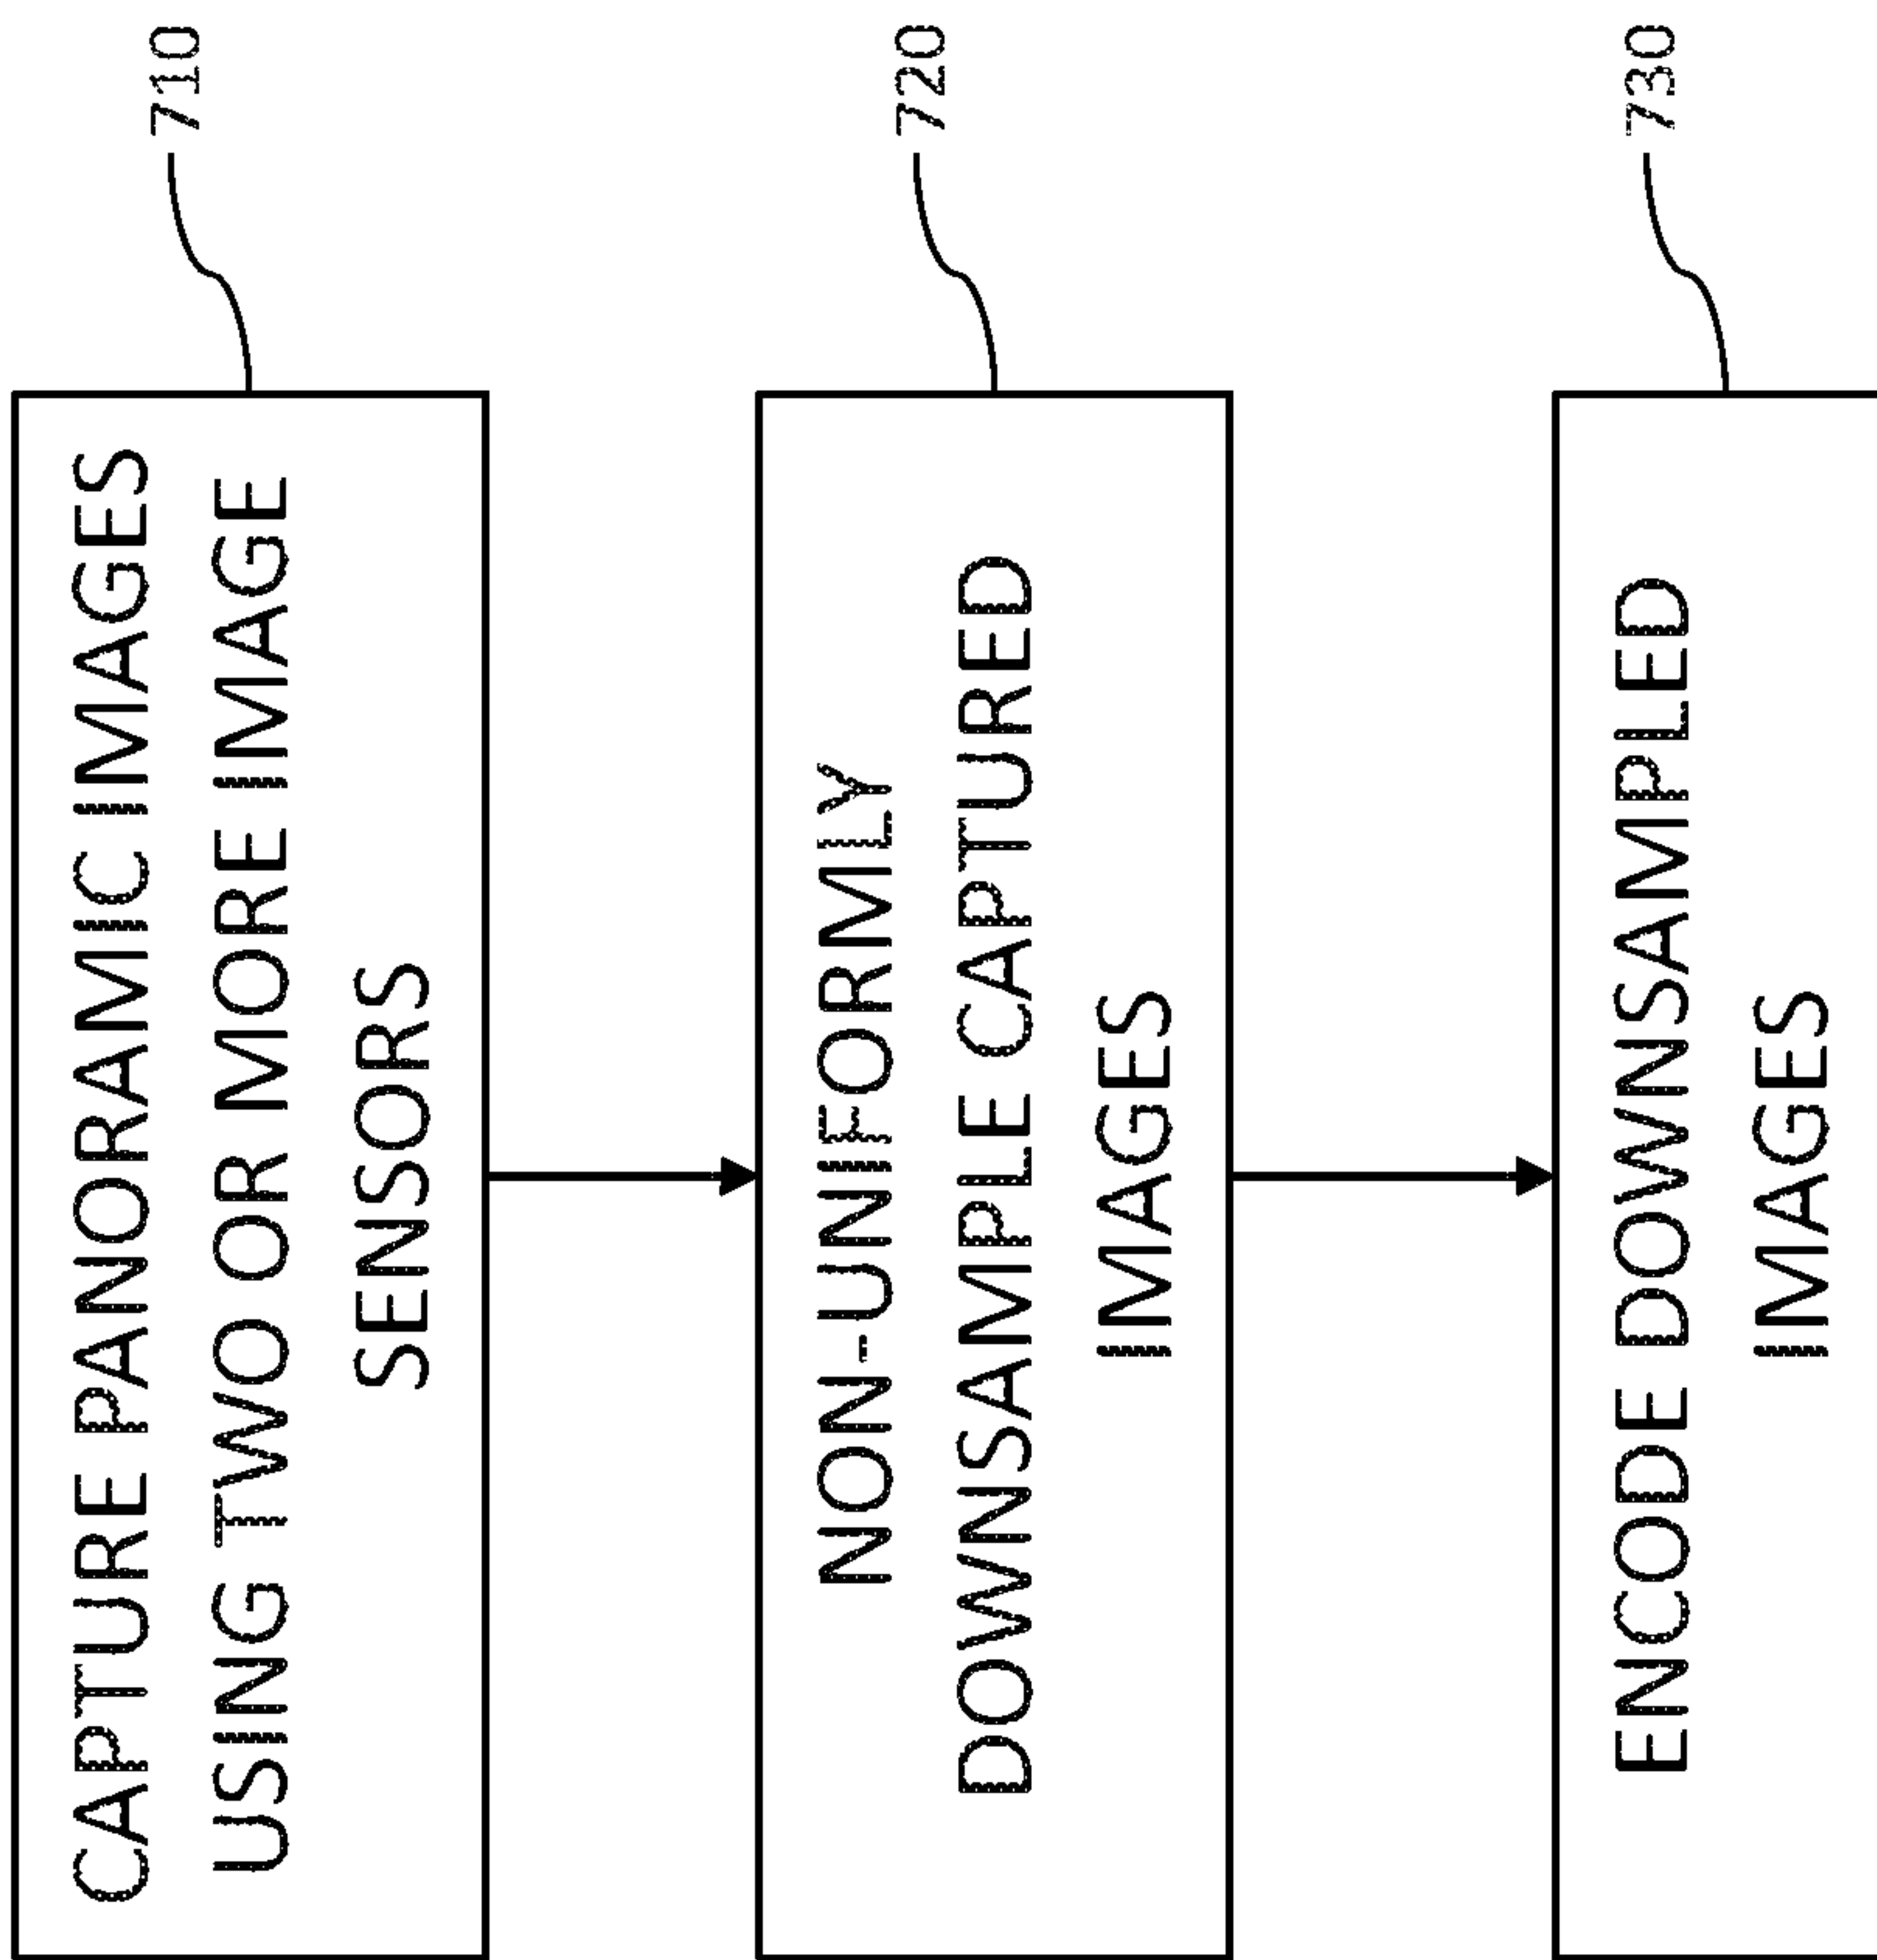 CAPTURE PANORAMIC IMAGES
USING TWO OR MORE IMAGE
SENSORS
710
NON-UNIFORMLY
DOWNSAMPLE CAPTURED
IMAGES
720
ENCODE DOWNSAMPLED
IMAGES
730